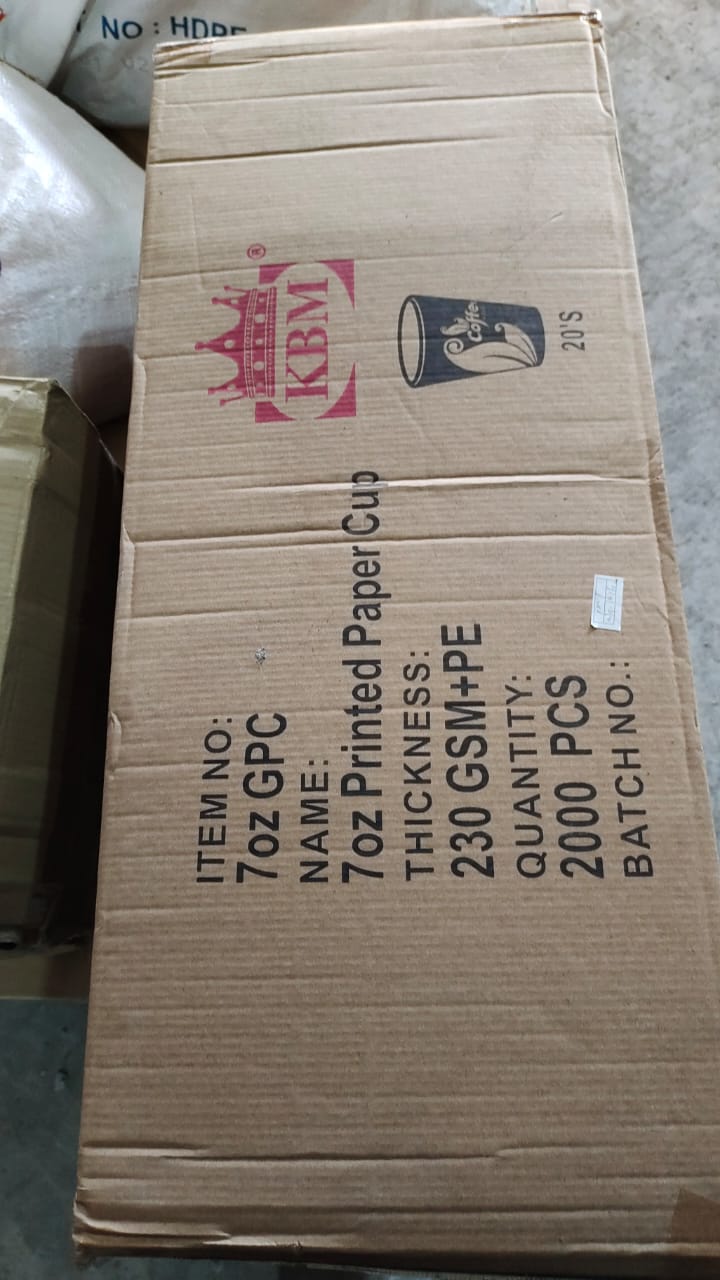 NO : HDPE
KBM
®
Coffee
20'S
ITEM NO:
7oz GPC
NAME:
7oz Printed Paper Cup
THICKNESS:
230 GSM+PE
QUANTITY:
2000 PCS
BATCH NO.: